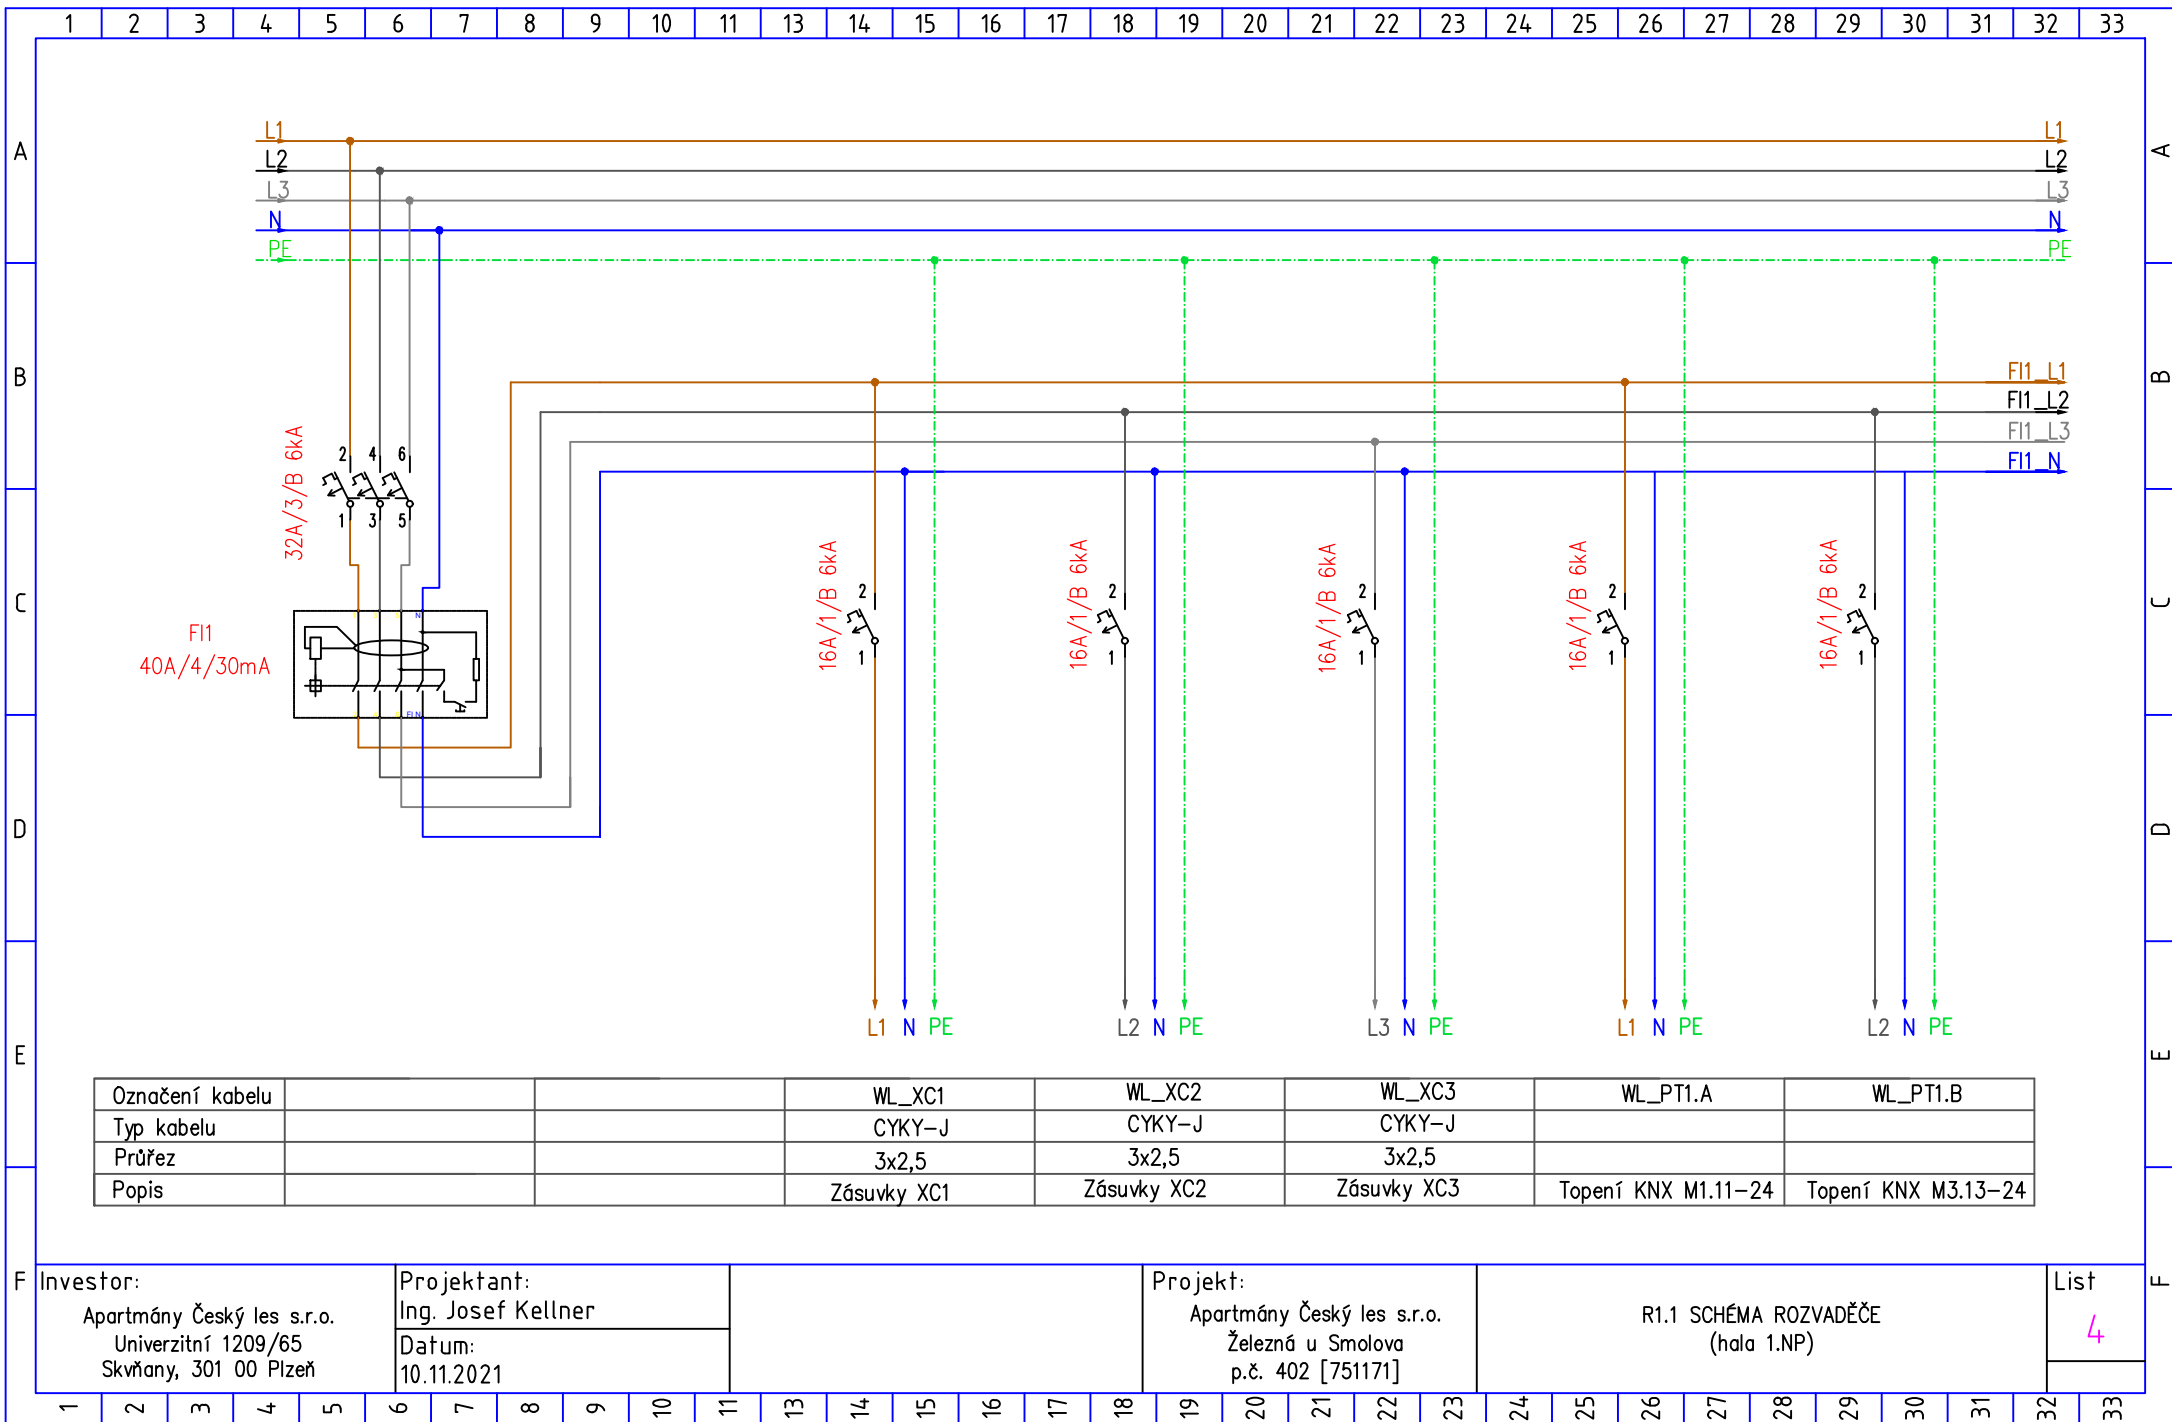 1 2 3 4 5 6 7 8 9 10 11 13 14 15 16 17 18 19 20 21 22 23 24 25 26 27 28 29 30 31 32 33
A
A
L1
L1
L2
L2
L3
L3
N
N
PE
PE
B
B
FI1_L1
FI1_L2
FI1_L3
FI1_N
32A/3/B 6kA
2 4 6
1 3 5
16A/1/B 6kA
16A/1/B 6kA
16A/1/B 6kA
16A/1/B 6kA
16A/1/B 6kA
2 2 2 2 2
1 1 1 1 1
C
C
FI1
40A/4/30mA
N
FI N
D
D
L1 N PE
L2 N PE
L3 N PE
L1 N PE
L2 N PE
E
E
Označení kabelu WL_XC1 WL_XC2 WL_XC3 WL_PT1.A WL_PT1.B
Typ kabelu CYKY-J CYKY-J CYKY-J
Průřez 3x2,5 3x2,5 3x2,5
Popis Zásuvky XC1 Zásuvky XC2 Zásuvky XC3 Topení KNX M1.11-24 Topení KNX M3.13-24
F
F
Investor:
Apartmány Český les s.r.o.
Univerzitní 1209/65
Skvňany, 301 00 Plzeň
Projektant:
Ing. Josef Kellner
Datum:
10.11.2021
Projekt:
Apartmány Český les s.r.o.
Železná u Smolova
p.č. 402 [751171]
R1.1 SCHÉMA ROZVADĚČE
(hala 1.NP)
List
4
1 2 3 4 5 6 7 8 9 10 11 13 14 15 16 17 18 19 20 21 22 23 24 25 26 27 28 29 30 31 32 33